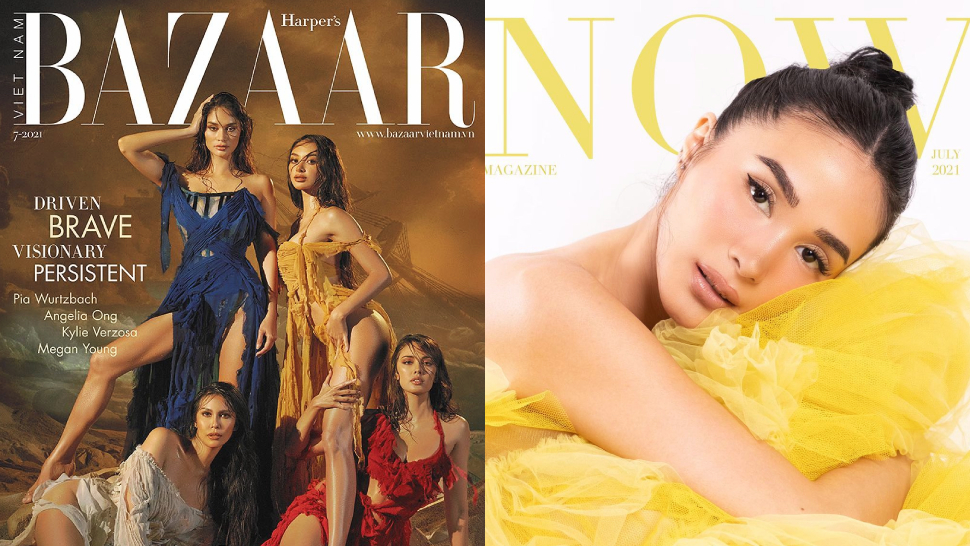 VIET NAM
Harper's
BAZAAR
7-2021
www.bazaarvietnam.vn
DRIVEN
BRAVE
VISIONARY
PERSISTENT
Pia Wurtzbach
Angelia Ong
Kylie Verzosa
Megan Young
NOW
MAGAZINE
JULY
2021